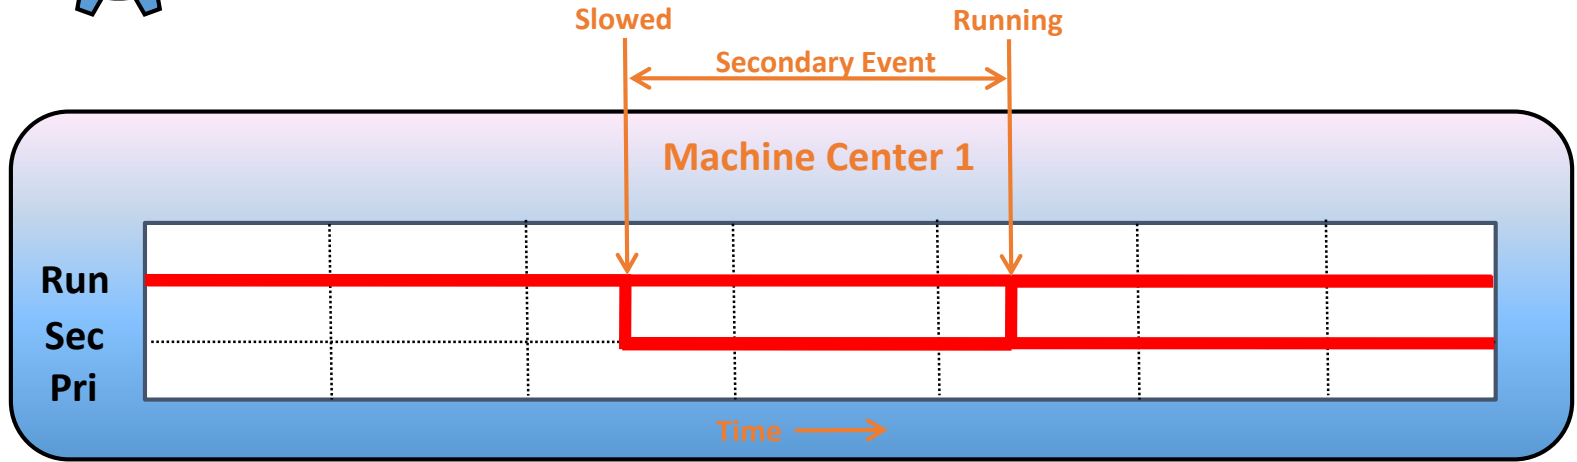 Slowed
Running
Secondary Event
Machine Center 1
Run
Sec
Pri
Time